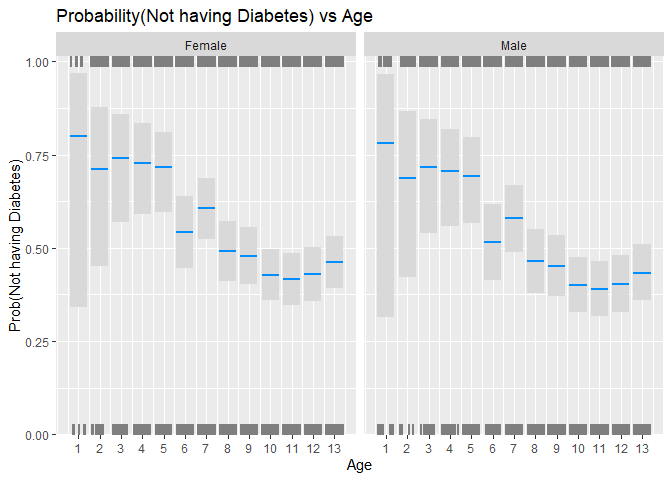 Probability(Not having Diabetes) vs Age
Female
Male
Prob(Not having Diabetes)
1.00
0.75
0.50
0.25
0.00
1 2 3 4 5 6 7 8 9 10 11 12 13
1 2 3 4 5 6 7 8 9 10 11 12 13
Age